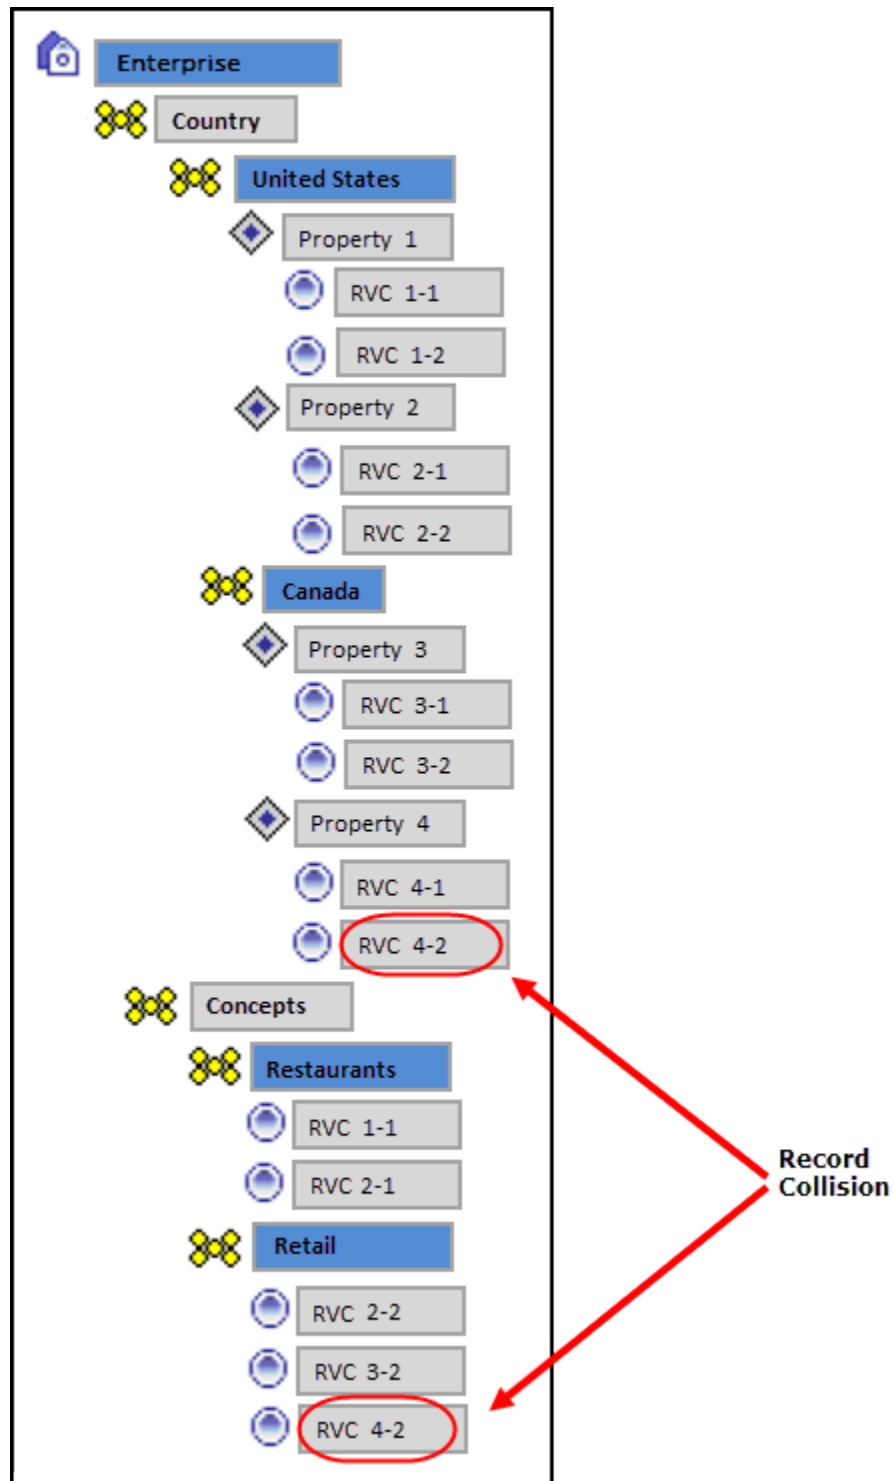 Enterprise
Country
United States
Property 1
RVC 1-1
RVC 1-2
Property 2
RVC 2-1
RVC 2-2
Canada
Property 3
RVC 3-1
RVC 3-2
Property 4
RVC 4-1
RVC 4-2
Concepts
Restaurants
RVC 1-1
RVC 2-1
Retail
RVC 2-2
RVC 3-2
RVC 4-2
Record
Collision